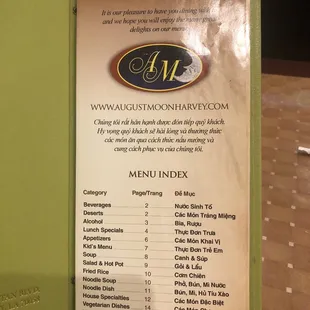 It is our pleasure to have you dining with
and we hope you will enjoy the
delights on our menu
AM
WWW.AUGUSTMOONHARVEY.COM
Chúng tôi rất hân hạnh được đón tiếp quý khách.
Hy vọng quý khách sẽ hài lòng và thưởng thức
các món ăn qua cách thức nấu nướng và
cung cách phục vụ của chúng tôi.
MENU INDEX
Category Page/Trang Đề Mục
Beverages 2 Nước Sinh Tố
Deserts 2 Các Món Tráng Miệng
Alcohol 3 Bia, Rượu
Lunch Specials 4 Thực Đơn Trưa
Appetizers 6 Các Món Khai Vị
Kid's Menu 7 Thực Đơn Trẻ Em
Soup 8 Canh & Súp
Salad & Hot Pot 9 Gỏi & Lẩu
Fried Rice 10 Cơm Chiên
Noodle Soup 10 Phở, Bún, Mì Nước
Noodle Dish 11 Bún, Mì, Hủ Tíu Xào
House Specialties 12 Các Món Đặc Biệt
Vegetarian Dishes 14